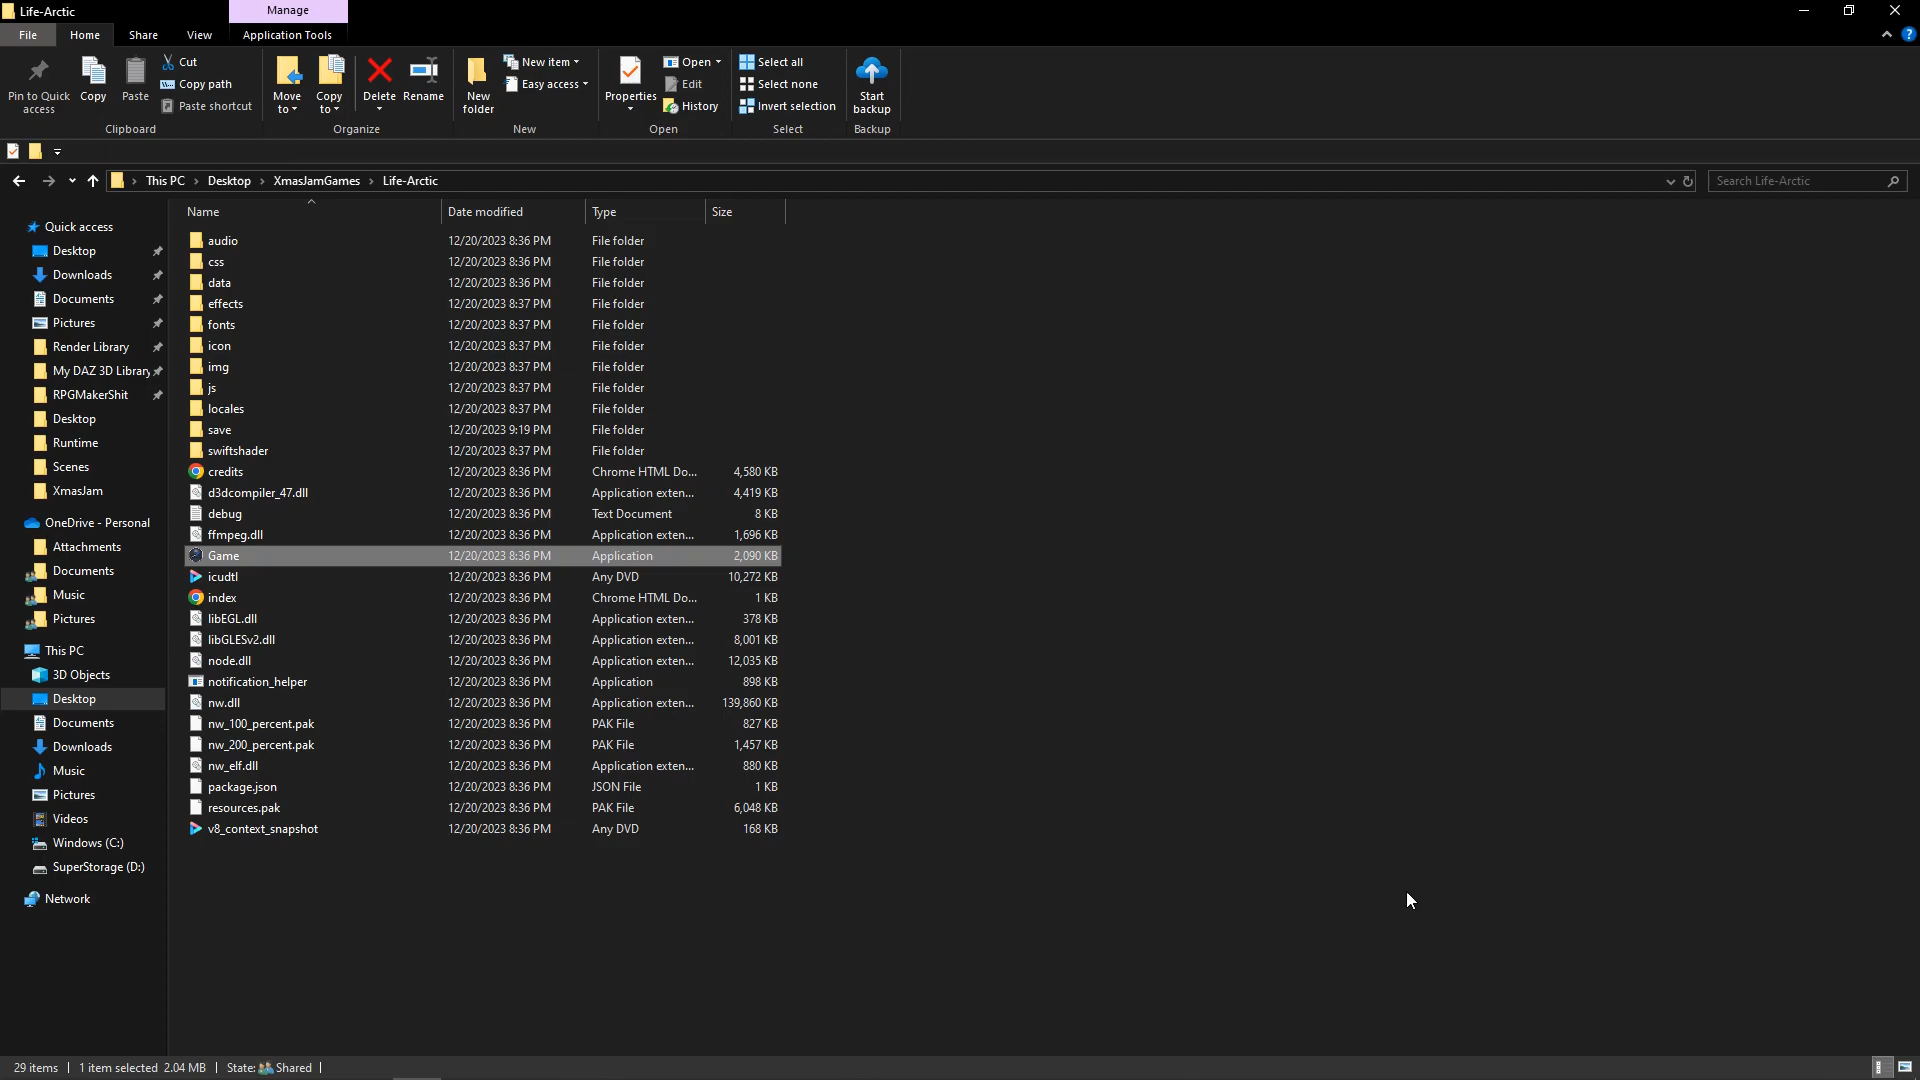 Life-Arctic
Manage
File Home Share View Application Tools
Pin to Quick access
Copy
Paste
Cut
Copy path
Paste shortcut
Clipboard
Move to
Copy to
Delete
Rename
Organize
New folder
New item
Easy access
New
Properties
Open
Edit
History
Open
Select all
Select none
Invert selection
Select
Start backup
Backup
This PC Desktop XmasJamGames Life-Arctic
Search Life-Arctic
Quick access
Desktop
Downloads
Documents
Pictures
Render Library
My DAZ 3D Library
RPGMakerShit
Desktop
Runtime
Scenes
XmasJam
OneDrive - Personal
Attachments
Documents
Music
Pictures
This PC
3D Objects
Desktop
Documents
Downloads
Music
Pictures
Videos
Windows (C:)
SuperStorage (D:)
Network
Name Date modified Type Size
audio 12/20/2023 8:36 PM File folder
css 12/20/2023 8:36 PM File folder
data 12/20/2023 8:36 PM File folder
effects 12/20/2023 8:37 PM File folder
fonts 12/20/2023 8:37 PM File folder
icon 12/20/2023 8:37 PM File folder
img 12/20/2023 8:37 PM File folder
js 12/20/2023 8:37 PM File folder
locales 12/20/2023 8:37 PM File folder
save 12/20/2023 9:19 PM File folder
swiftshader 12/20/2023 8:37 PM File folder
credits 12/20/2023 8:36 PM Chrome HTML Do... 4,580 KB
d3dcompiler_47.dll 12/20/2023 8:36 PM Application exten... 4,419 KB
debug 12/20/2023 8:36 PM Text Document 8 KB
ffmpeg.dll 12/20/2023 8:36 PM Application exten... 1,696 KB
Game 12/20/2023 8:36 PM Application 2,090 KB
icudtl 12/20/2023 8:36 PM Any DVD 10,272 KB
index 12/20/2023 8:36 PM Chrome HTML Do... 1 KB
libEGL.dll 12/20/2023 8:36 PM Application exten... 378 KB
libGLESv2.dll 12/20/2023 8:36 PM Application exten... 8,001 KB
node.dll 12/20/2023 8:36 PM Application exten... 12,035 KB
notification_helper 12/20/2023 8:36 PM Application 898 KB
nw.dll 12/20/2023 8:36 PM Application exten... 139,860 KB
nw_100_percent.pak 12/20/2023 8:36 PM PAK File 827 KB
nw_200_percent.pak 12/20/2023 8:36 PM PAK File 1,457 KB
nw_elf.dll 12/20/2023 8:36 PM Application exten... 880 KB
package.json 12/20/2023 8:36 PM JSON File 1 KB
resources.pak 12/20/2023 8:36 PM PAK File 6,048 KB
v8_context_snapshot 12/20/2023 8:36 PM Any DVD 168 KB
29 items 1 item selected 2.04 MB State: Shared